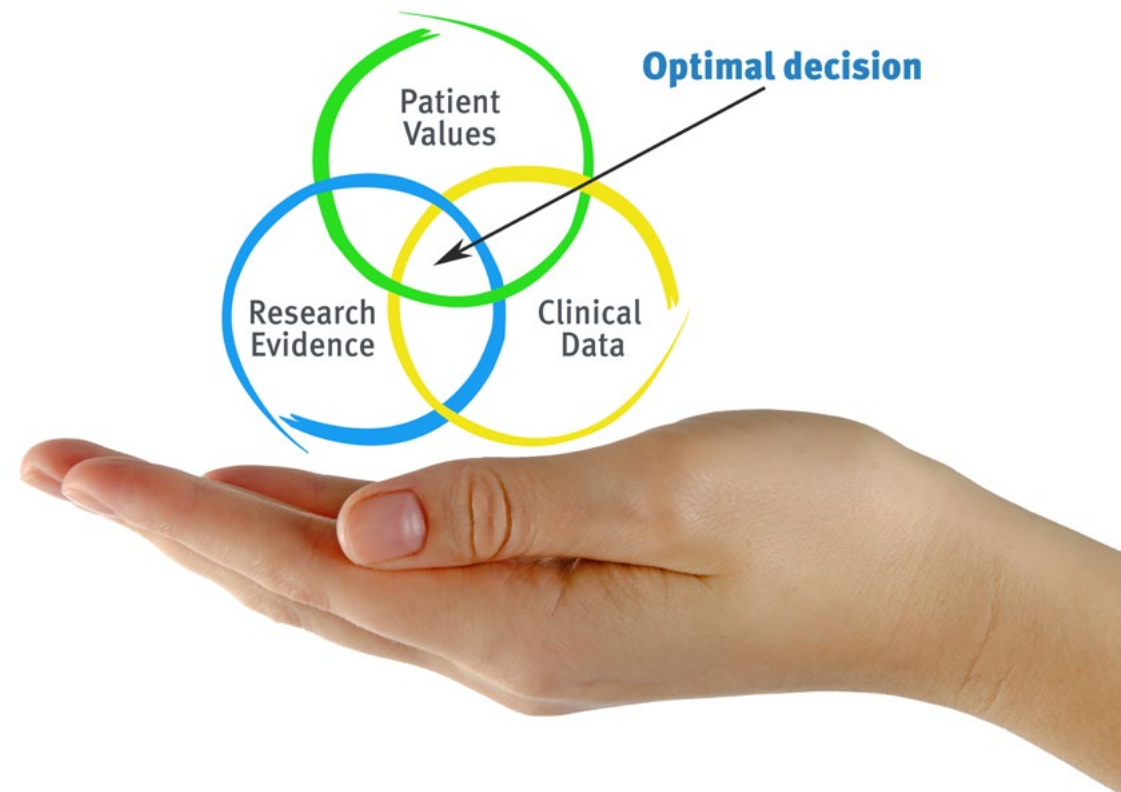 Optimal decision
Patient
Values
Research
Evidence
Clinical
Data